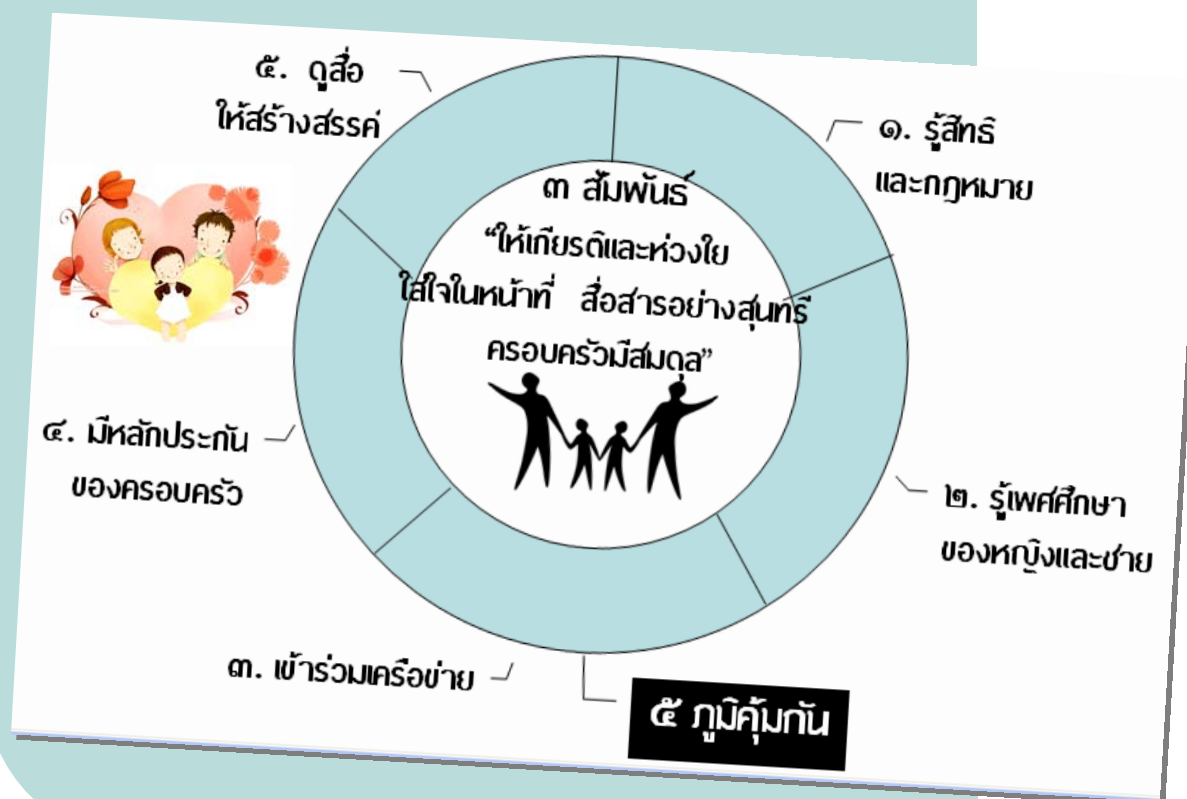 ๕. ดูสื่อ
ให้สร้างสรรค์
๑. รู้สิทธิ
และกฎหมาย
๓ สัมพันธ์
“ให้เกียรติและห่วงใย
ใส่ใจในหน้าที่ สื่อสารอย่างสุนทรี
ครอบครัวมีสมดุล”
๔. มีหลักประกัน
ของครอบครัว
๒. รู้เพศศึกษา
ของหญิงและชาย
๓. เข้าร่วมเครือข่าย
๕ ภูมิคุ้มกัน